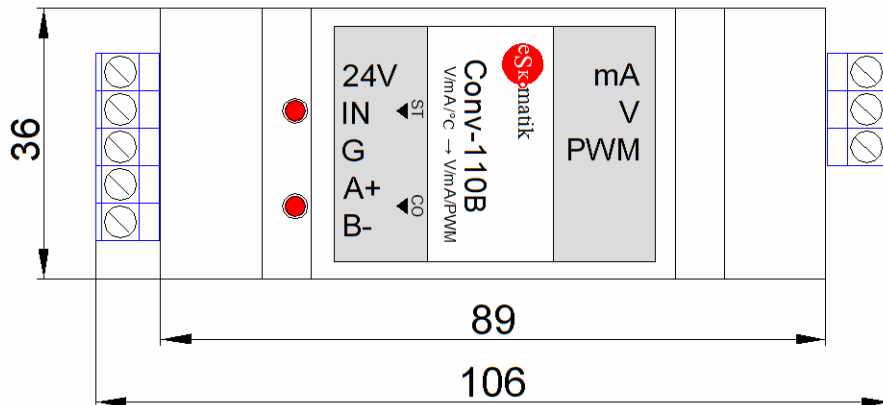 36
24V
IN
G
A+
B-
ST
CO
eSKomatik
Conv-110B
V/mA/°C → V/mA/PWM
mA
V
PWM
89
106